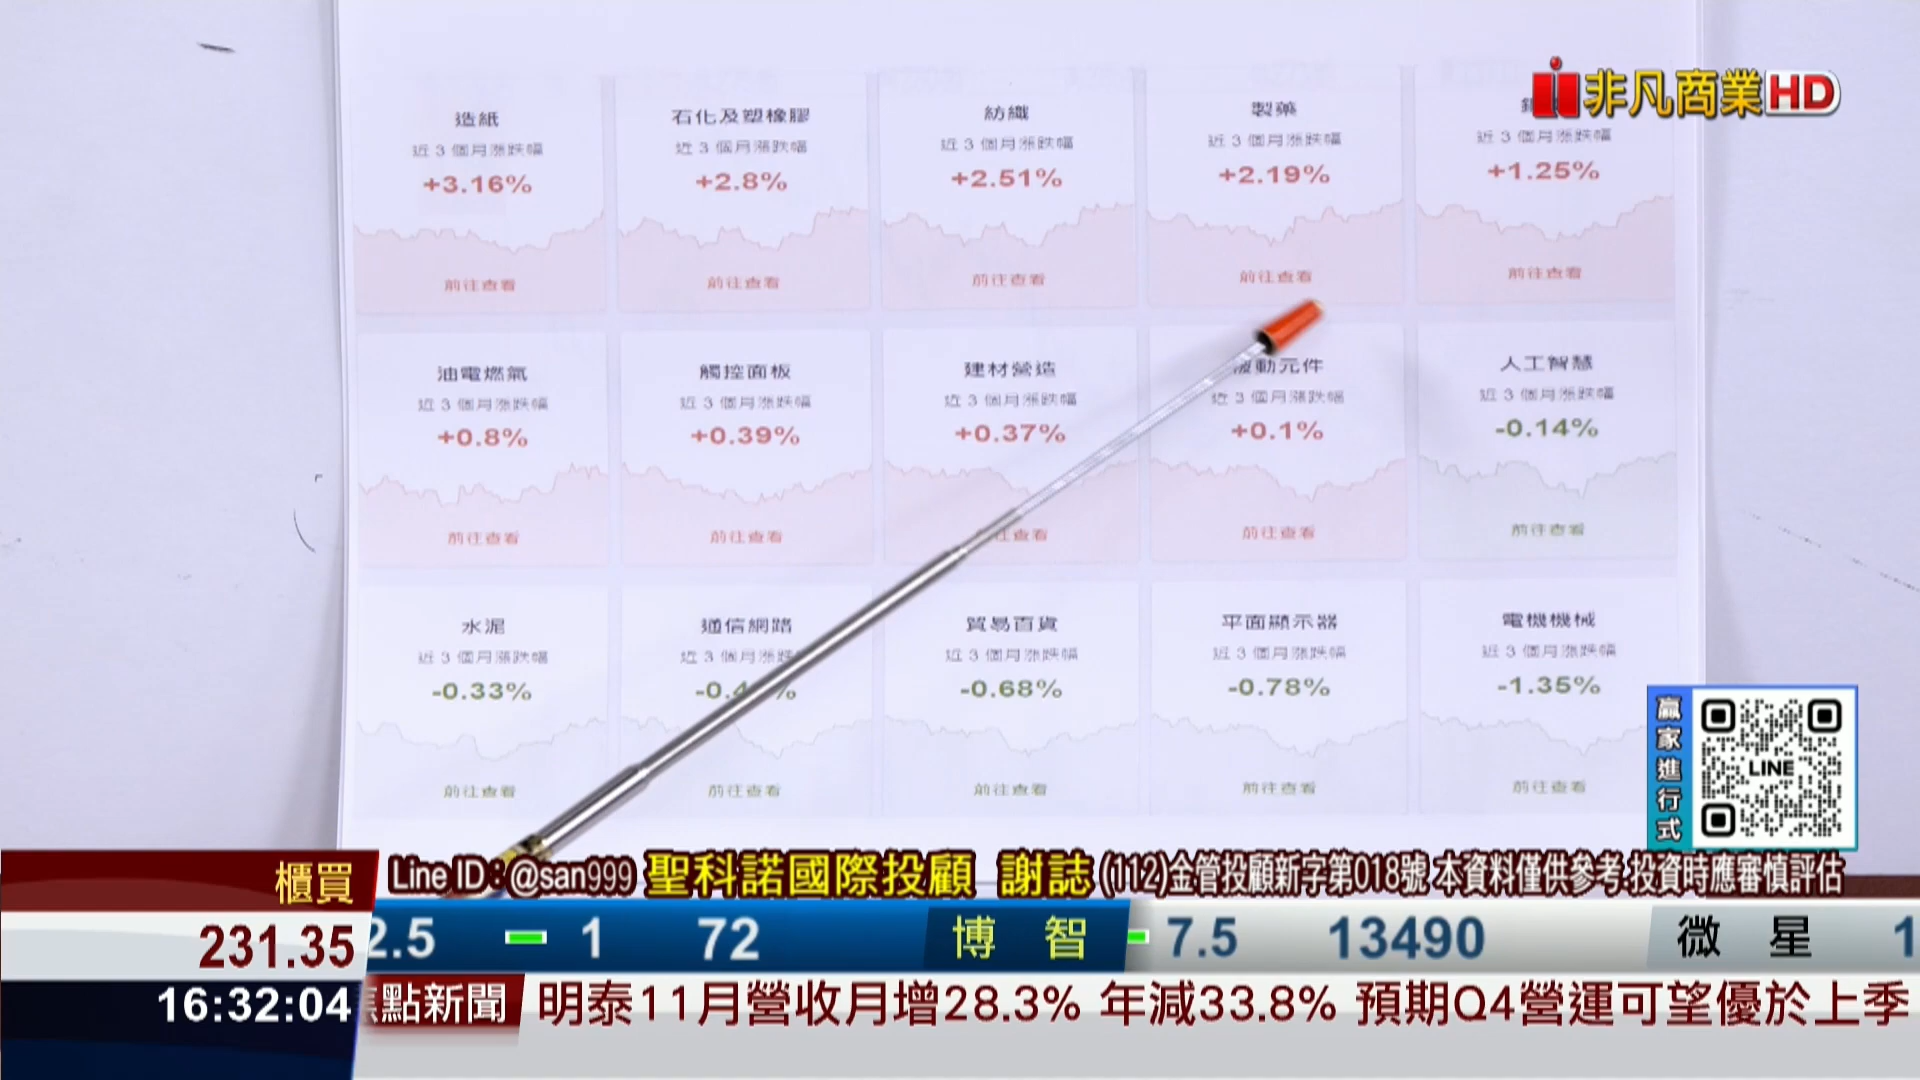 非凡商業HD
造紙
近 3 個月漲跌幅
+3.16%
前往查看
石化及塑橡膠
近 3 個月漲跌幅
+2.8%
前往查看
紡織
近 3 個月漲跌幅
+2.51%
前往查看
製藥
近 3 個月漲跌幅
+2.19%
前往查看
近 3 個月漲跌幅
+1.25%
前往查看
油電燃氣
近 3 個月漲跌幅
+0.8%
前往查看
觸控面板
近 3 個月漲跌幅
+0.39%
前往查看
建材營造
近 3 個月漲跌幅
+0.37%
前往查看
被動元件
近 3 個月漲跌幅
+0.1%
前往查看
人工智慧
近 3 個月漲跌幅
-0.14%
前往查看
水泥
近 3 個月漲跌幅
-0.33%
前往查看
通信網路
近 3 個月漲跌
前往查看
貿易百貨
近 3 個月漲跌幅
-0.68%
前往查看
平面顯示器
近 3 個月漲跌幅
-0.78%
前往查看
電機機械
近 3 個月漲跌幅
-1.35%
前往查看
贏家進行式
LINE
櫃買
231.35
16:32:04
Line ID : @san999 聖科諾國際投顧 謝誌 (112)金管投顧新字第018號 本資料僅供參考.投資時應審慎評估
2.5 1 72 博智 7.5 13490 微星 1
焦點新聞 明泰11月營收月增28.3% 年減33.8% 預期Q4營運可望優於上季